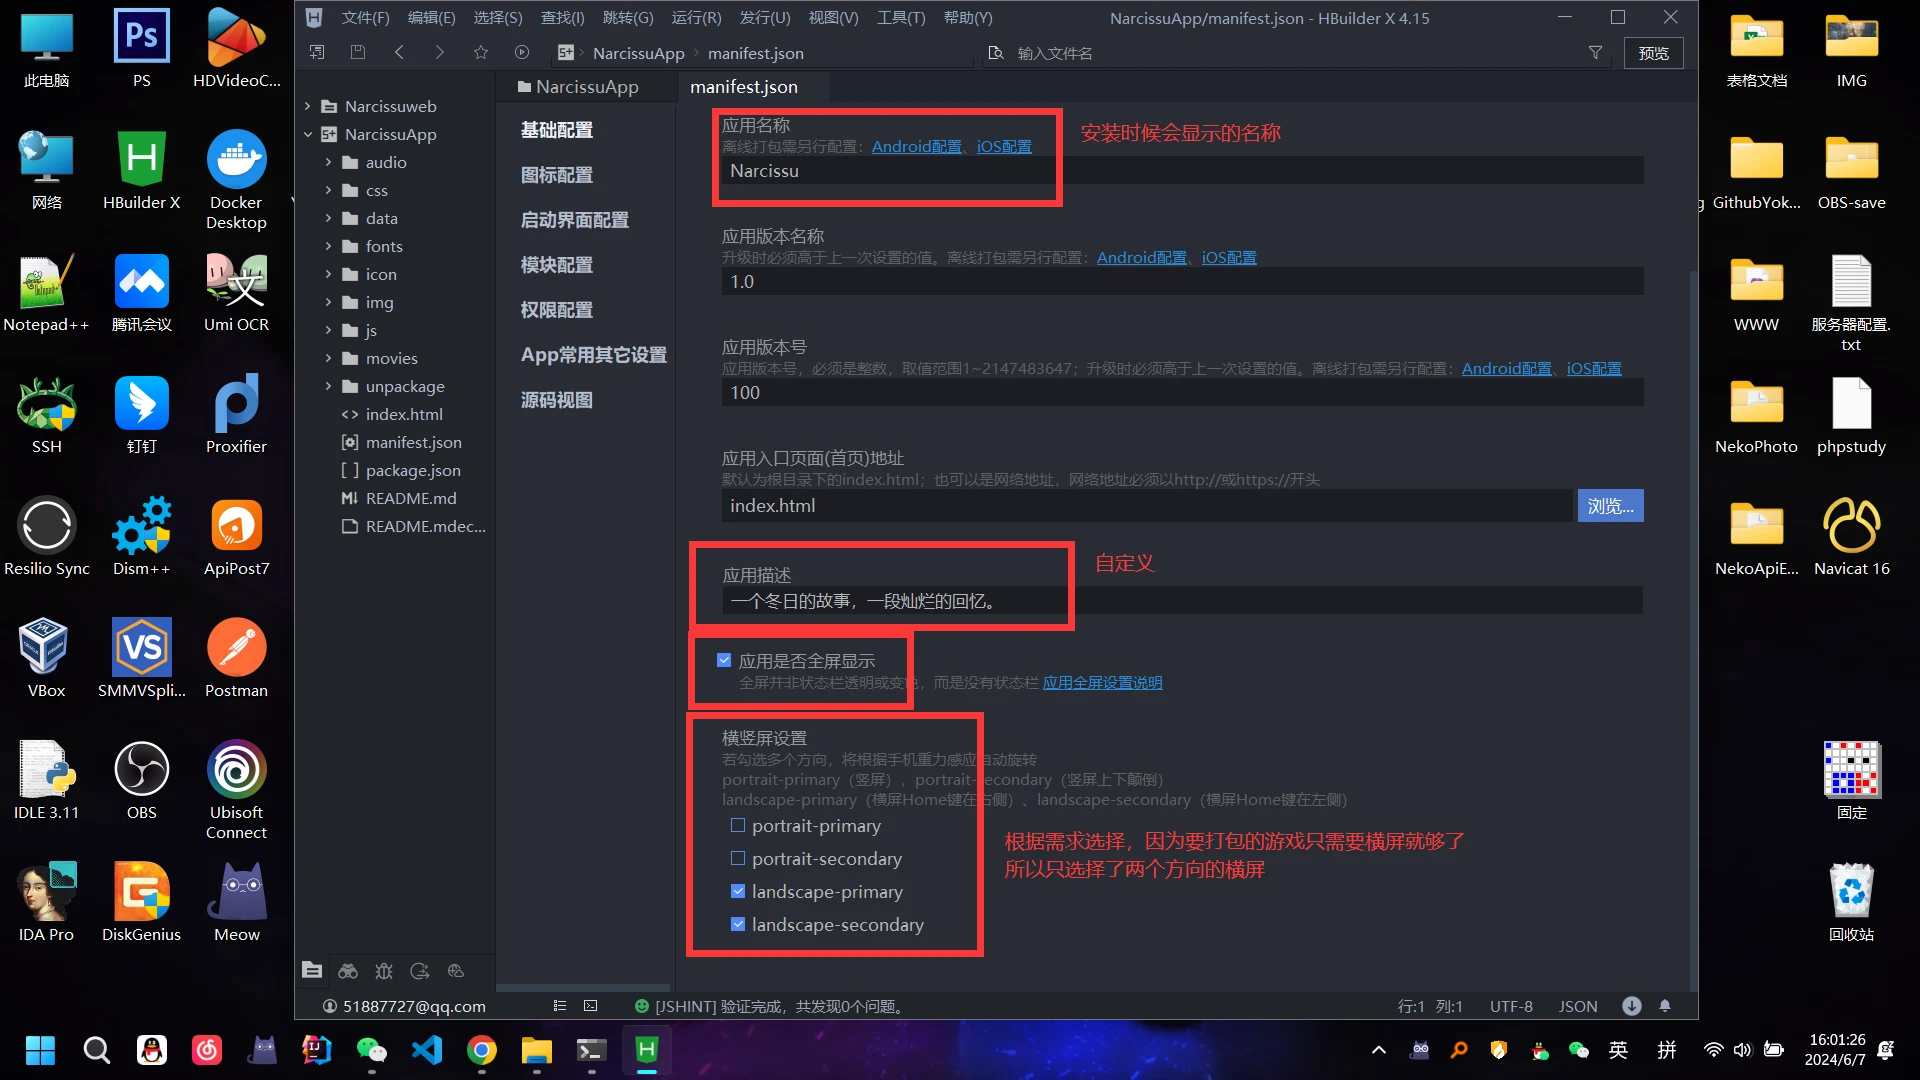 文件(F) 编辑(E) 选择(S) 查找(I) 跳转(G) 运行(R) 发行(U) 视图(V) 工具(T) 帮助(Y)
NarcissuApp/manifest.json - HBuilder X 4.15
NarcissuApp manifest.json
输入文件名
预览
此电脑
PS
HDVideoC...
网络
HBuilder X
Docker Desktop
Notepad++
腾讯会议
Umi OCR
SSH
钉钉
Proxifier
Resilio Sync
Dism++
ApiPost7
VBox
SMMVSpli...
Postman
IDLE 3.11
OBS
Ubisoft Connect
IDA Pro
DiskGenius
Meow
Narcissuweb
NarcissuApp
audio
css
data
fonts
icon
img
js
movies
unpackage
index.html
manifest.json
package.json
README.md
README.mdec...
NarcissuApp
manifest.json
基础配置
图标配置
启动界面配置
模块配置
权限配置
App常用其它设置
源码视图
应用名称
离线打包需另行配置：Android配置、iOS配置
Narcissu
安装时候会显示的名称
应用版本名称
升级时必须高于上一次设置的值。离线打包需另行配置：Android配置、iOS配置
1.0
应用版本号
应用版本号，必须是整数，取值范围1~2147483647；升级时必须高于上一次设置的值。离线打包需另行配置：Android配置、iOS配置
100
应用入口页面(首页)地址
默认为根目录下的index.html；也可以是网络地址，网络地址必须以http://或https://开头
index.html
浏览...
应用描述
一个冬日的故事，一段灿烂的回忆。
自定义
应用是否全屏显示
全屏并非状态栏透明或变色，而是没有状态栏 应用全屏设置说明
横竖屏设置
若勾选多个方向，将根据手机重力感应自动旋转
portrait-primary（竖屏），portrait-secondary（竖屏上下颠倒）
landscape-primary（横屏Home键在右侧）、landscape-secondary（横屏Home键在左侧）
portrait-primary
portrait-secondary
landscape-primary
landscape-secondary
根据需求选择，因为要打包的游戏只需要横屏就够了
所以只选择了两个方向的横屏
51887727@qq.com
[JSHINT] 验证完成，共发现0个问题。
行:1 列:1
UTF-8
JSON
表格文档
IMG
GithubYok...
OBS-save
WWW
服务器配置.txt
NekoPhoto
phpstudy
NekoApiE...
Navicat 16
固定
回收站
英
拼
16:01:26
2024/6/7